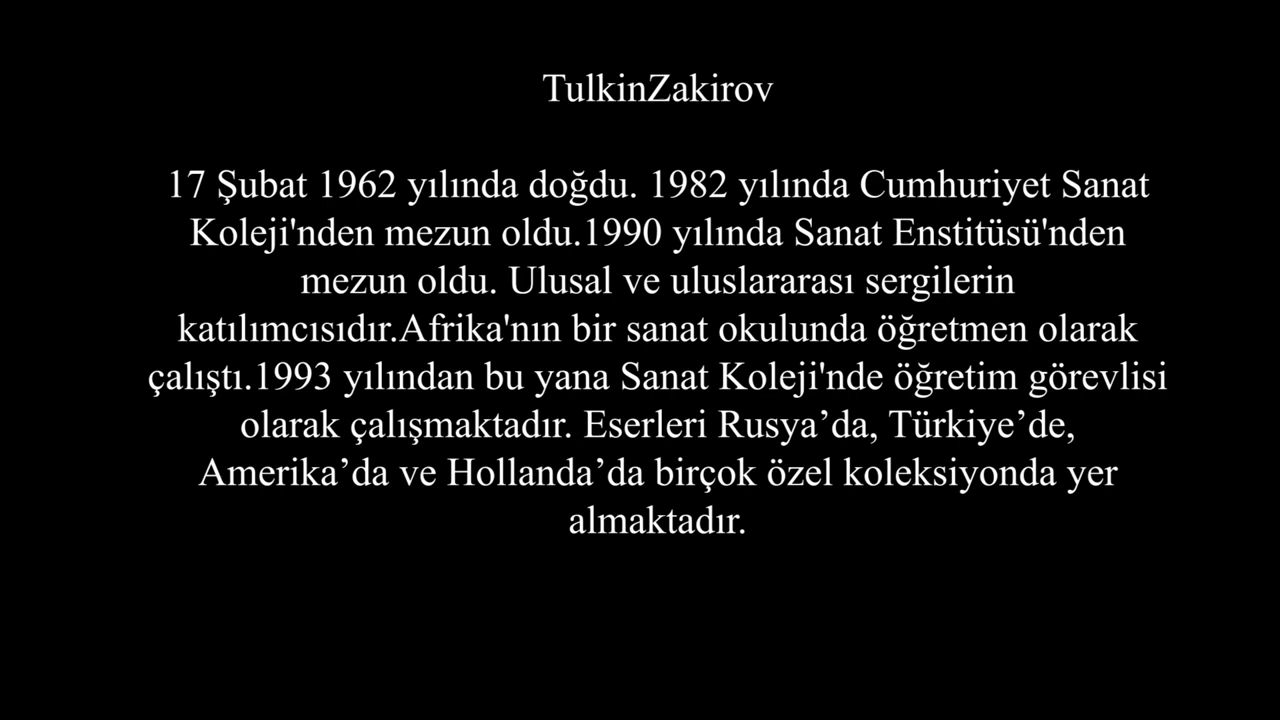 TulkinZakirov
17 Şubat 1962 yılında doğdu. 1982 yılında Cumhuriyet Sanat
Koleji'nden mezun oldu.1990 yılında Sanat Enstitüsü'nden
mezun oldu. Ulusal ve uluslararası sergilerin
katılımcısıdır.Afrika'nın bir sanat okulunda öğretmen olarak
çalıştı.1993 yılından bu yana Sanat Koleji'nde öğretim görevlisi
olarak çalışmaktadır. Eserleri Rusya’da, Türkiye’de,
Amerika’da ve Hollanda’da birçok özel koleksiyonda yer
almaktadır.